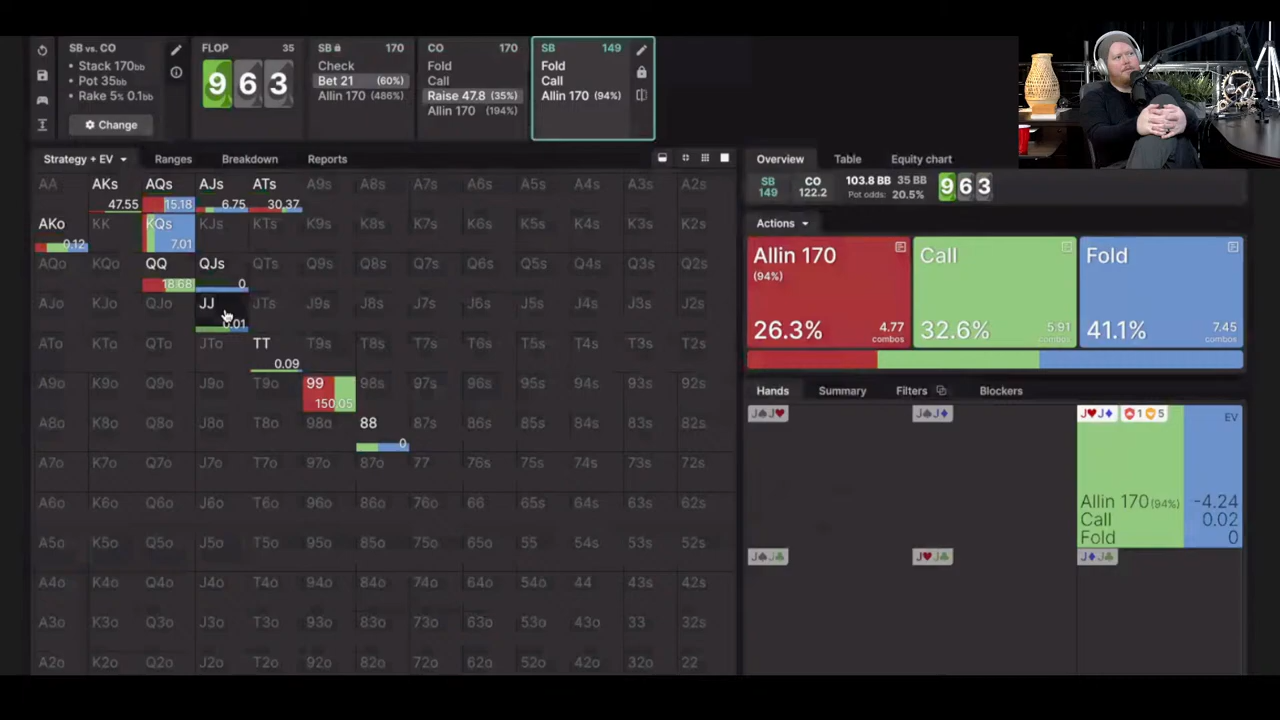 SB vs. CO
• Stack 170bb
• Pot 35bb
• Rake 5% 0.1bb
Change
FLOP 35
9 6 3
SB 170
Check
Bet 21 (60%)
Allin 170 (486%)
CO 170
Fold
Call
Raise 47.8 (35%)
Allin 170 (194%)
SB 149
Fold
Call
Allin 170 (94%)
Strategy + EV Ranges Breakdown Reports
AA AKs AQs AJs ATs A9s A8s A7s A6s A5s A4s A3s A2s
47.55 15.18 6.75 30.37
AKo KK KQs KJs KTs K9s K8s K7s K6s K5s K4s K3s K2s
0.12 7.01
AQo KQo QQ QJs QTs Q9s Q8s Q7s Q6s Q5s Q4s Q3s Q2s
18.68 0
AJo KJo QJo JJ JTs J9s J8s J7s J6s J5s J4s J3s J2s
0.01
ATo KTo QTo JTo TT T9s T8s T7s T6s T5s T4s T3s T2s
0.09
A9o K9o Q9o J9o T9o 99 98s 97s 96s 95s 94s 93s 92s
150.05
A8o K8o Q8o J8o T8o 98o 88 87s 86s 85s 84s 83s 82s
0
A7o K7o Q7o J7o T7o 97o 87o 77 76s 75s 74s 73s 72s
A6o K6o Q6o J6o T6o 96o 86o 76o 66 65s 64s 63s 62s
A5o K5o Q5o J5o T5o 95o 85o 75o 65o 55 54s 53s 52s
A4o K4o Q4o J4o T4o 94o 84o 74o 64o 54o 44 43s 42s
A3o K3o Q3o J3o T3o 93o 83o 73o 63o 53o 43o 33 32s
A2o K2o Q2o J2o T2o 92o 82o 72o 62o 52o 42o 32o 22
Overview Table Equity chart
SB
149
CO
122.2
103.8 BB 35 BB
Pot odds: 20.5%
9 6 3
Actions
Allin 170
(94%)
26.3% 4.77
combos
Call
32.6% 5.91
combos
Fold
41.1% 7.45
combos
Hands Summary Filters Blockers
J♠J♥ J♠J♦ J♥J♦ 1 5 EV
Allin 170 (94%) -4.24
Call 0.02
Fold 0
J♠J♣ J♥J♣ J♦J♣